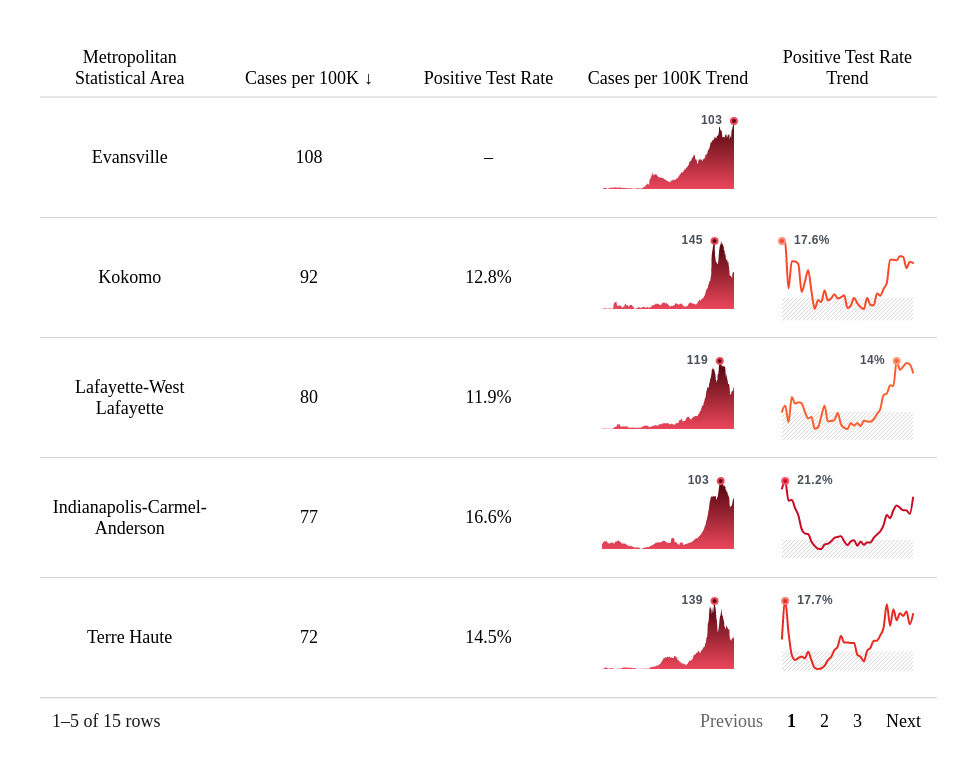 Metropolitan
Statistical Area
Cases per 100K ↓
Positive Test Rate
Cases per 100K Trend
Positive Test Rate
Trend
Evansville
108
–
103
Kokomo
92
12.8%
145
17.6%
Lafayette-West
Lafayette
80
11.9%
119
14%
Indianapolis-Carmel-
Anderson
77
16.6%
103
21.2%
Terre Haute
72
14.5%
139
17.7%
1–5 of 15 rows
Previous 1 2 3 Next